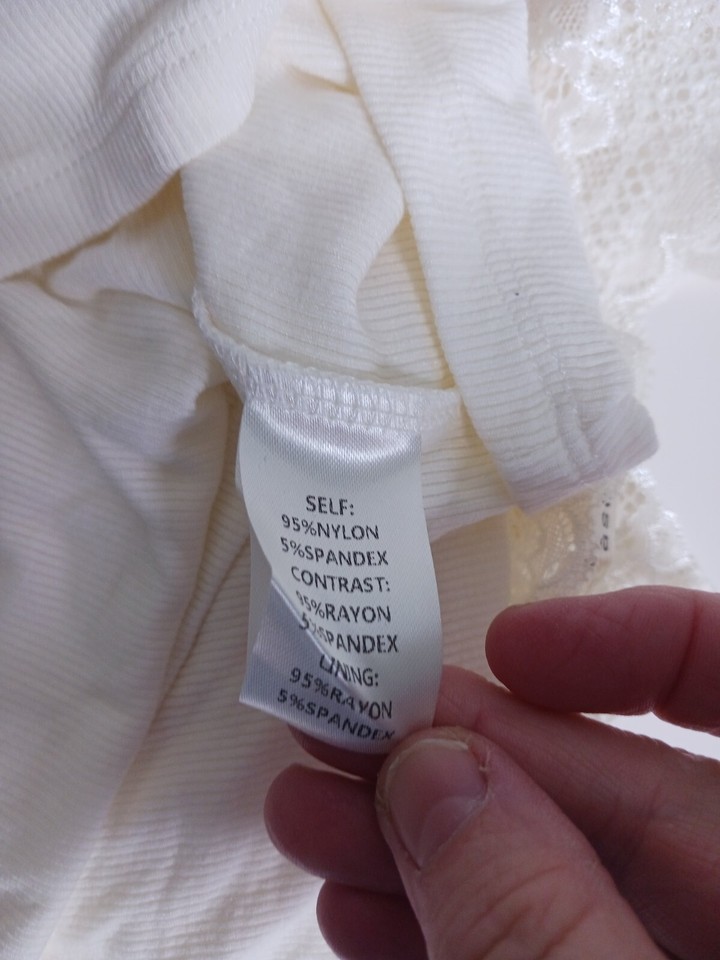 SELF:
95%NYLON
5%SPANDEX
CONTRAST:
95%RAYON
5%SPANDEX
LINING:
95%RAYON
5%SPANDEX